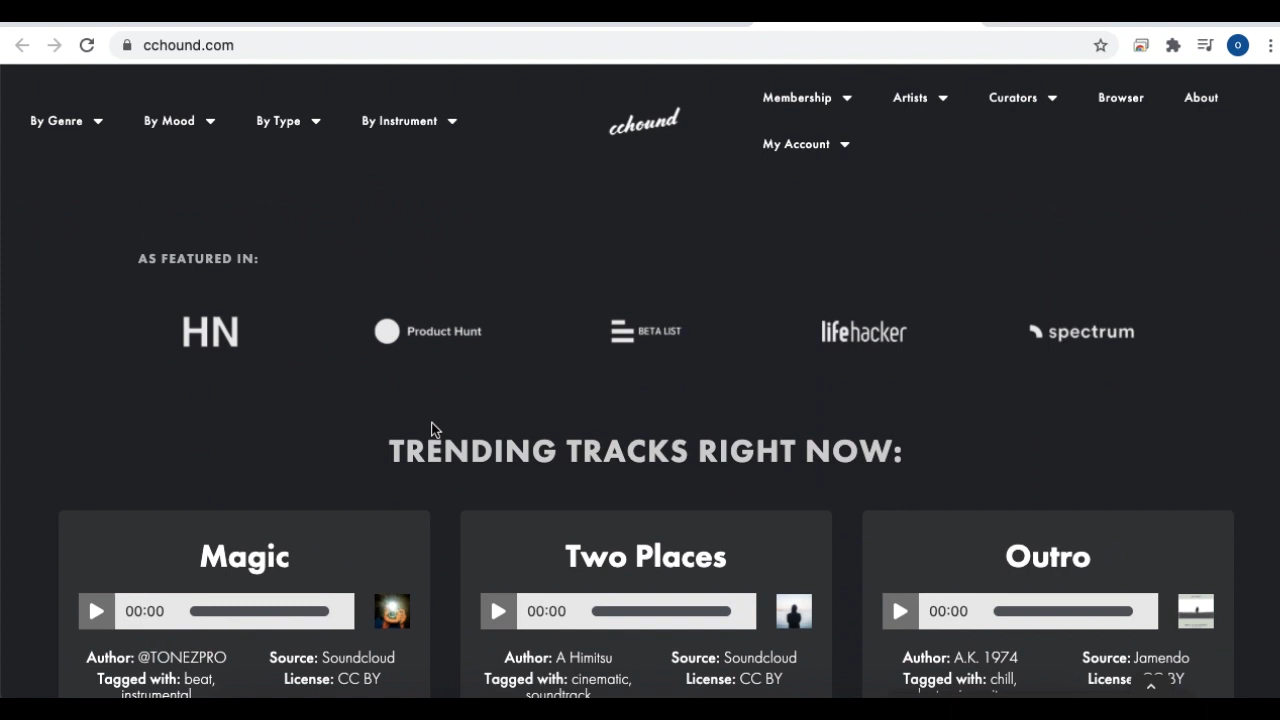 cchound.com
O
Membership
Artists
Curators
Browser
About
By Genre
By Mood
By Type
By Instrument
cchound
My Account
AS FEATURED IN:
HN
Product Hunt
BETA LIST
lifehacker
spectrum
TRENDING TRACKS RIGHT NOW:
Magic
Two Places
Outro
00:00
00:00
00:00
Author: @TONEZPRO
Source: Soundcloud
Tagged with: beat,
License: CC BY
instrumental
Author: A Himitsu
Source: Soundcloud
Tagged with: cinematic,
License: CC BY
soundtrack
Author: A.K. 1974
Source: Jamendo
Tagged with: chill,
License BY